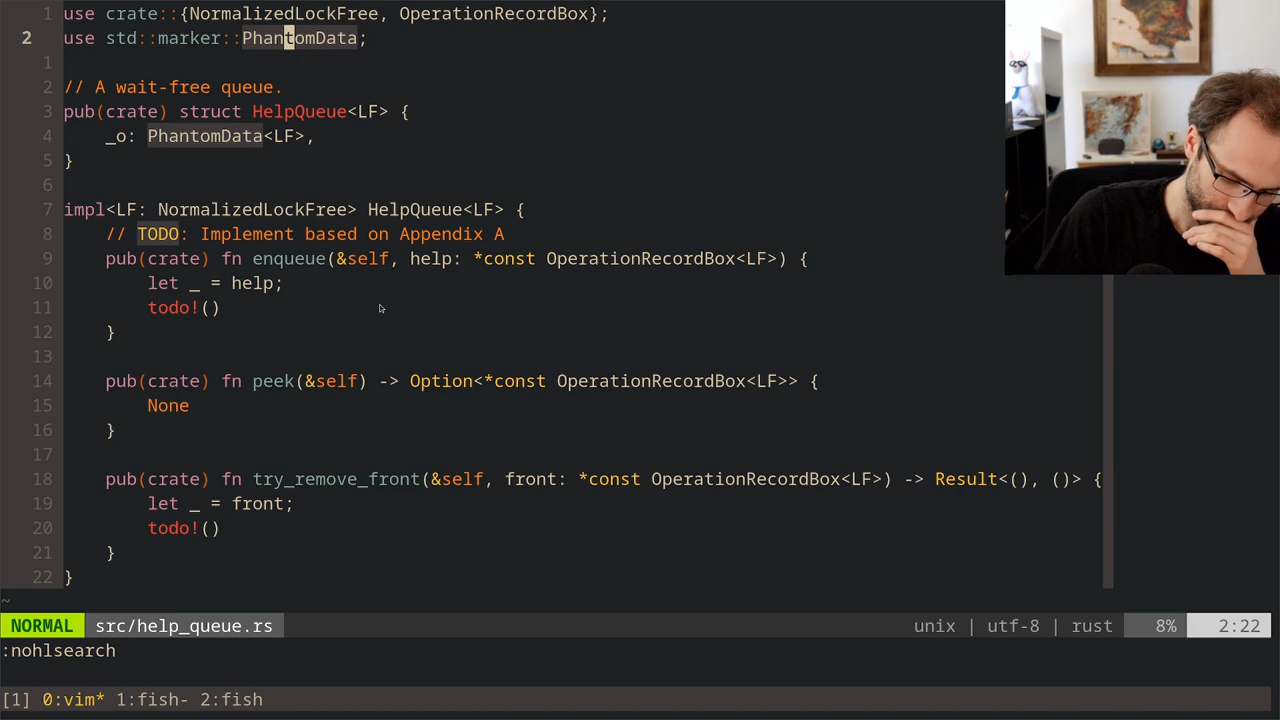 1 use crate::{NormalizedLockFree, OperationRecordBox};
2 use std::marker::PhantomData;
1
2 // A wait-free queue.
3 pub(crate) struct HelpQueue<LF> {
4     _o: PhantomData<LF>,
5 }
6
7 impl<LF: NormalizedLockFree> HelpQueue<LF> {
8     // TODO: Implement based on Appendix A
9     pub(crate) fn enqueue(&self, help: *const OperationRecordBox<LF>) {
10         let _ = help;
11         todo!()
12     }
13
14     pub(crate) fn peek(&self) -> Option<*const OperationRecordBox<LF>> {
15         None
16     }
17
18     pub(crate) fn try_remove_front(&self, front: *const OperationRecordBox<LF>) -> Result<(), ()> {
19         let _ = front;
20         todo!()
21     }
22 }
~
NORMAL src/help_queue.rs unix | utf-8 | rust 8% 2:22
:nohlsearch
[1] 0:vim* 1:fish- 2:fish